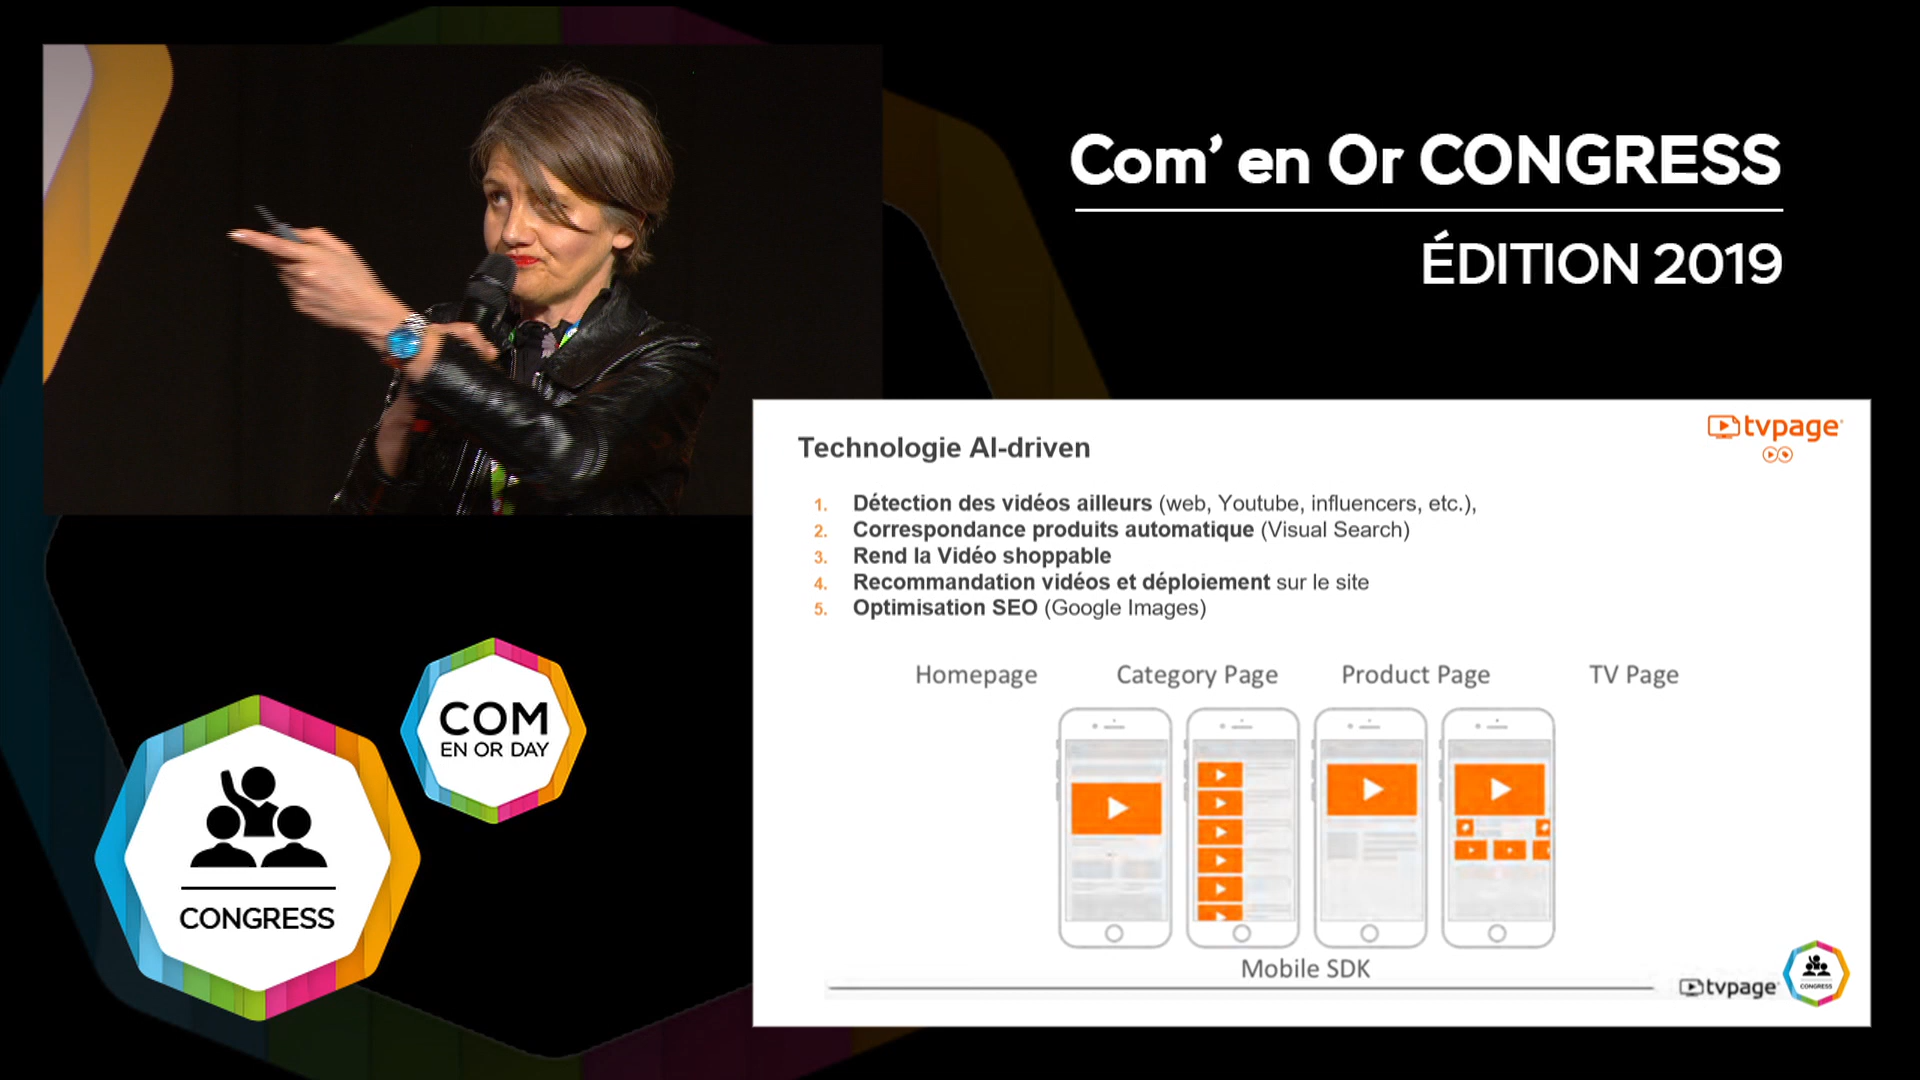 Com' en Or CONGRESS
ÉDITION 2019
tvpage
Technologie AI-driven
1. Détection des vidéos ailleurs (web, Youtube, influencers, etc.),
2. Correspondance produits automatique (Visual Search)
3. Rend la Vidéo shoppable
4. Recommandation vidéos et déploiement sur le site
5. Optimisation SEO (Google Images)
Homepage Category Page Product Page TV Page
Mobile SDK
tvpage
CONGRESS
COM
EN OR DAY
CONGRESS